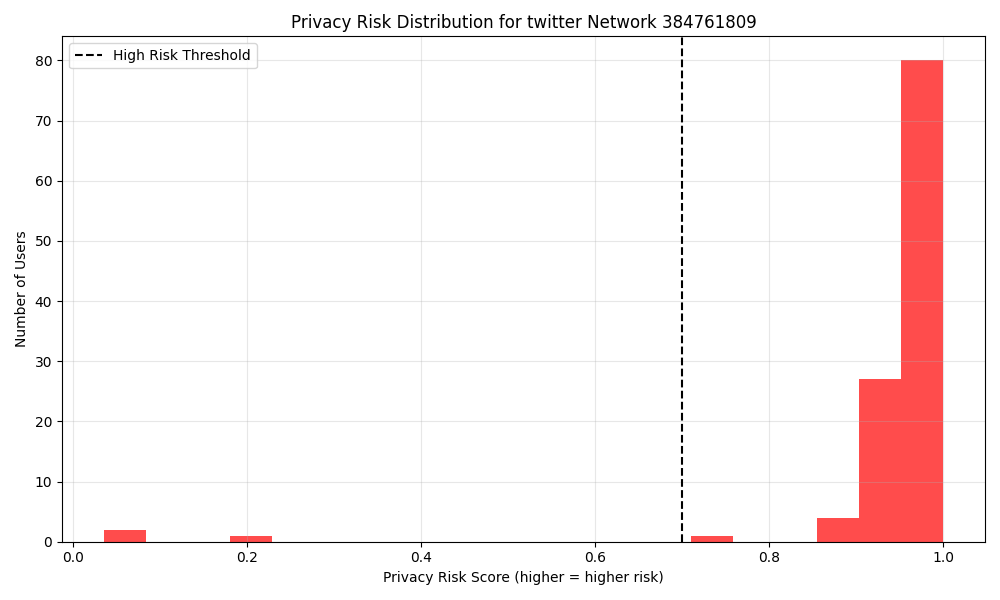 Privacy Risk Distribution for twitter Network 384761809
High Risk Threshold
80
70
60
50
40
30
20
10
0
Number of Users
0.0 0.2 0.4 0.6 0.8 1.0
Privacy Risk Score (higher = higher risk)